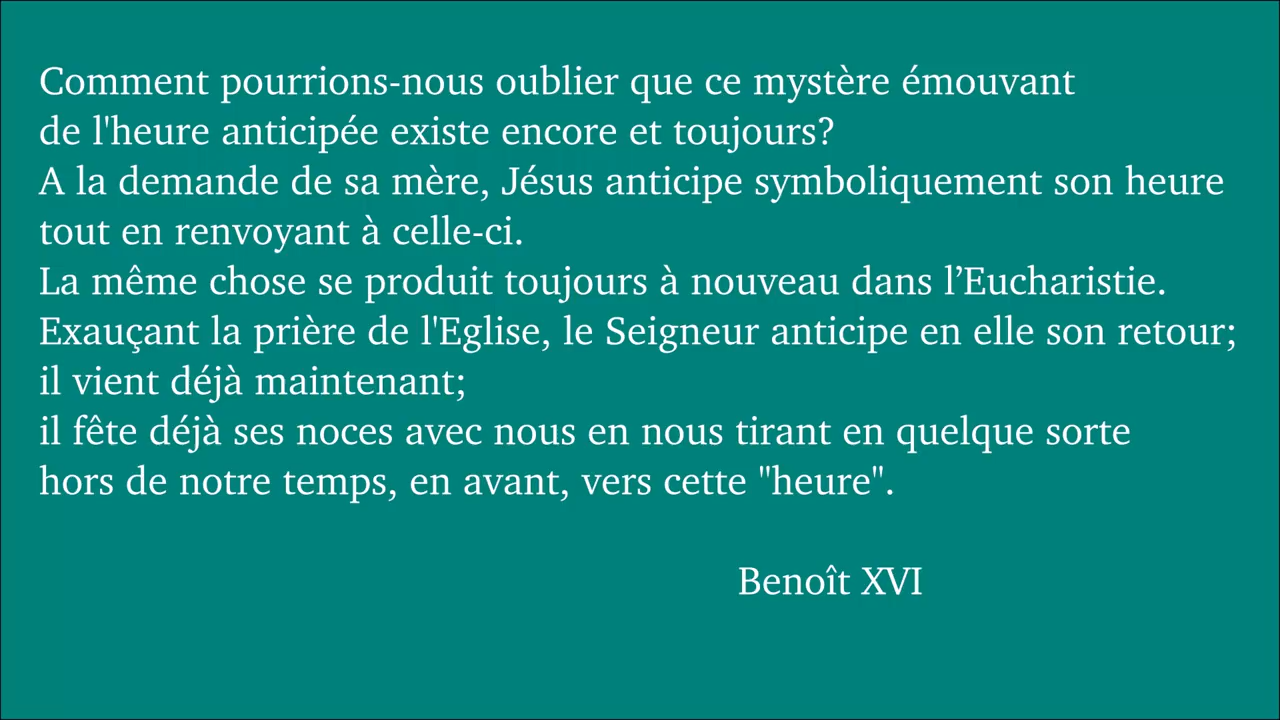 Comment pourrions-nous oublier que ce mystère émouvant
de l'heure anticipée existe encore et toujours?
A la demande de sa mère, Jésus anticipe symboliquement son heure
tout en renvoyant à celle-ci.
La même chose se produit toujours à nouveau dans l’Eucharistie.
Exauçant la prière de l'Eglise, le Seigneur anticipe en elle son retour;
il vient déjà maintenant;
il fête déjà ses noces avec nous en nous tirant en quelque sorte
hors de notre temps, en avant, vers cette "heure".
Benoît XVI